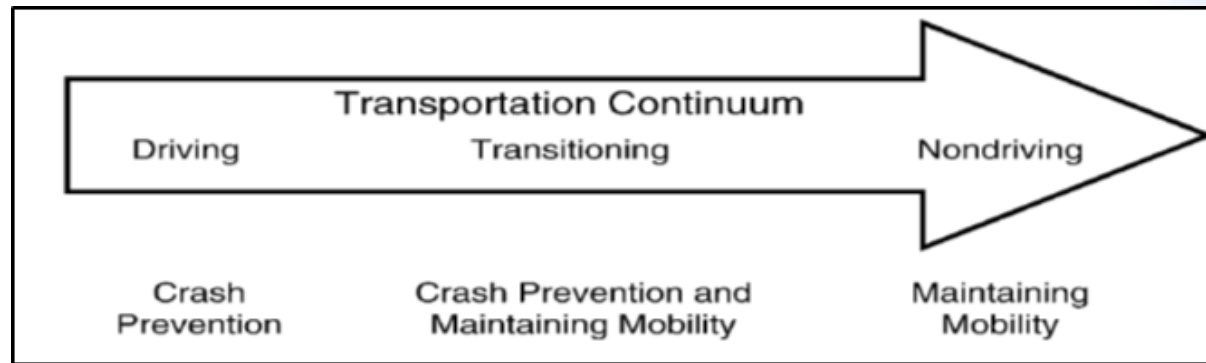 Transportation Continuum
Driving Transitioning Nondriving
Crash Prevention
Crash Prevention and Maintaining Mobility
Maintaining Mobility